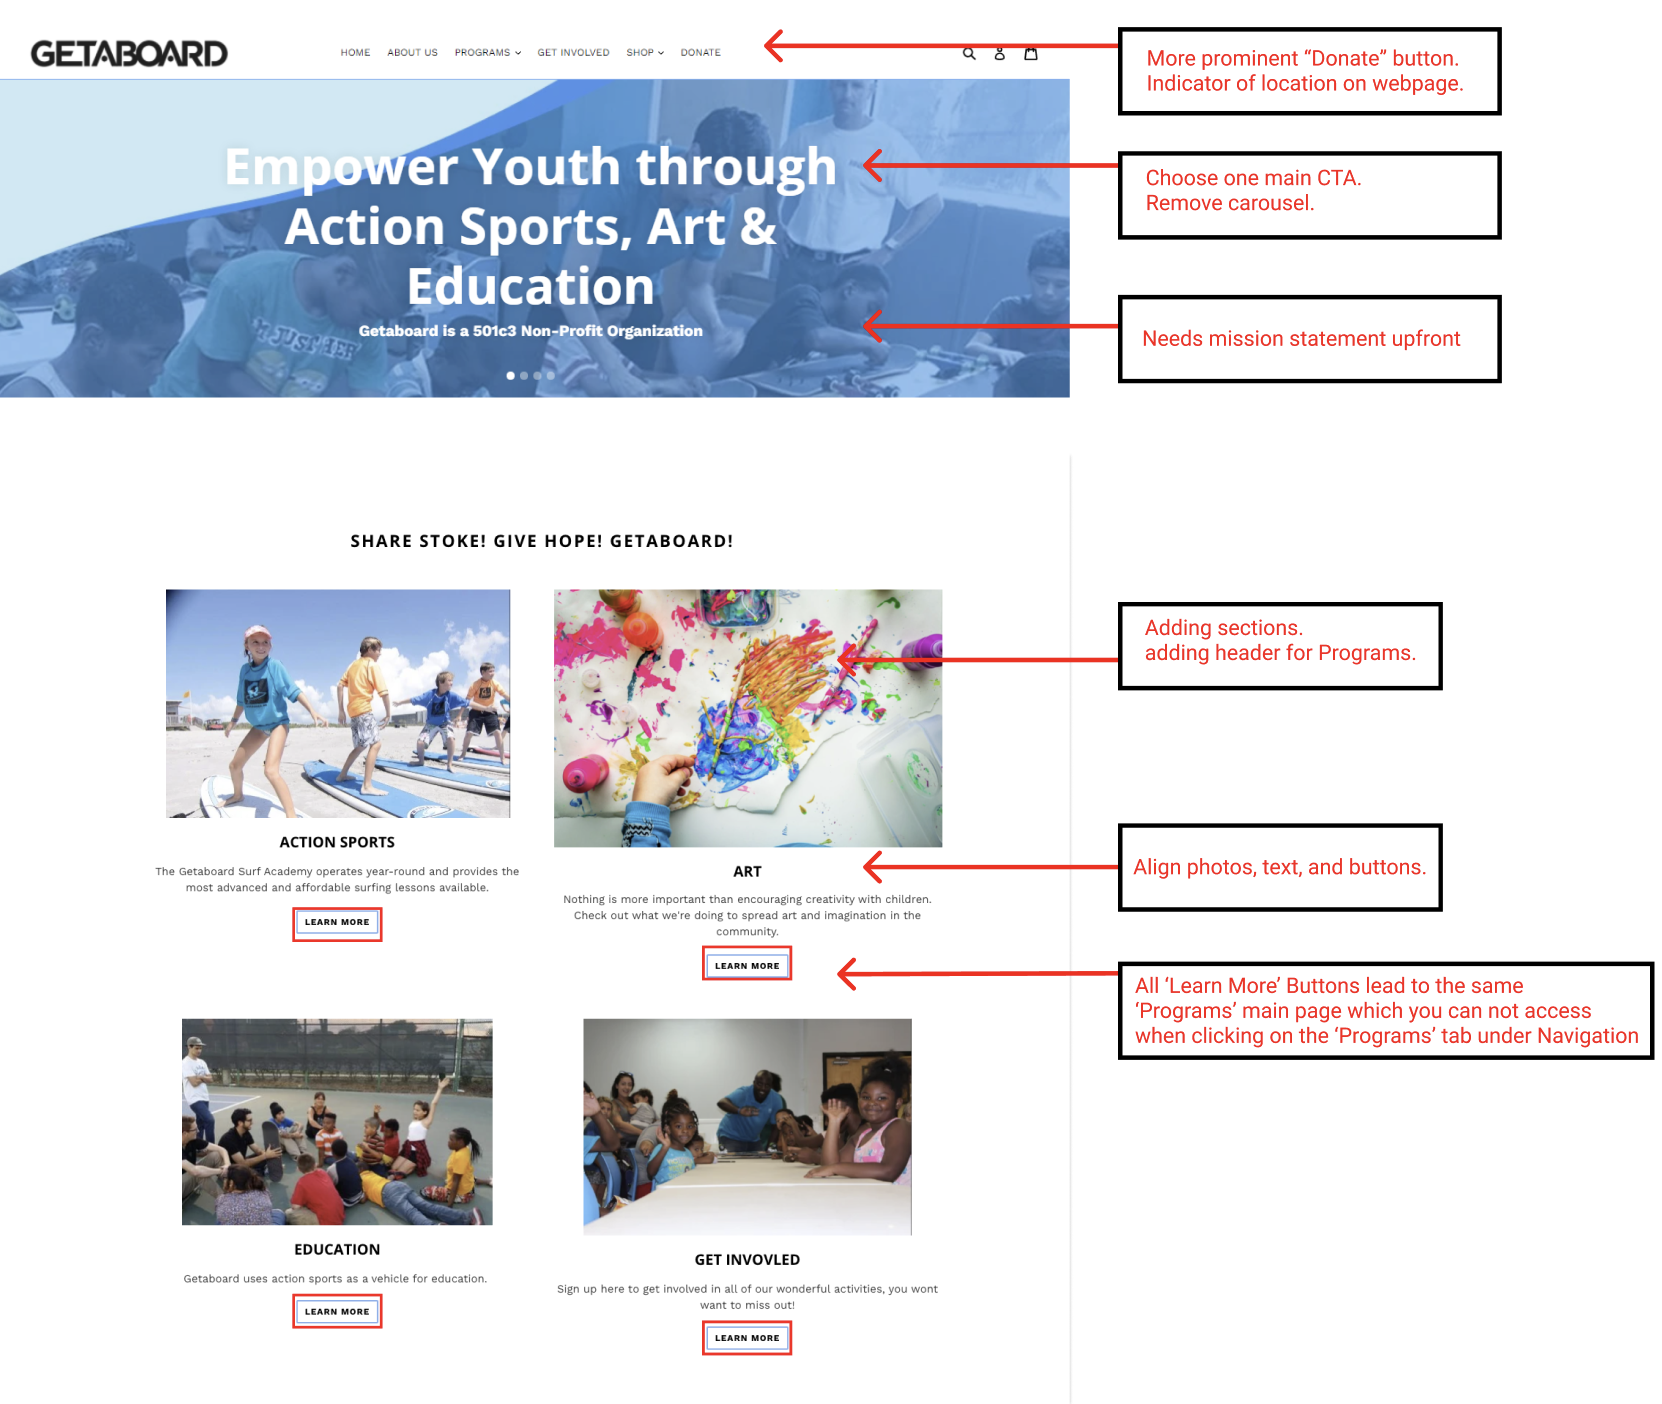 GETABOARD
HOME ABOUT US PROGRAMS GET INVOLVED SHOP DONATE
More prominent “Donate” button.
Indicator of location on webpage.
Empower Youth through
Action Sports, Art &
Education
Getaboard is a 501c3 Non-Profit Organization
Choose one main CTA.
Remove carousel.
Needs mission statement upfront
SHARE STOKE! GIVE HOPE! GETABOARD!
Adding sections.
adding header for Programs.
ACTION SPORTS
The Getaboard Surf Academy operates year-round and provides the
most advanced and affordable surfing lessons available.
LEARN MORE
ART
Nothing is more important than encouraging creativity with children.
Check out what we're doing to spread art and imagination in the
community.
LEARN MORE
Align photos, text, and buttons.
All ‘Learn More’ Buttons lead to the same
‘Programs’ main page which you can not access
when clicking on the ‘Programs’ tab under Navigation
EDUCATION
Getaboard uses action sports as a vehicle for education.
LEARN MORE
GET INVOVLED
Sign up here to get involved in all of our wonderful activities, you wont
want to miss out!
LEARN MORE